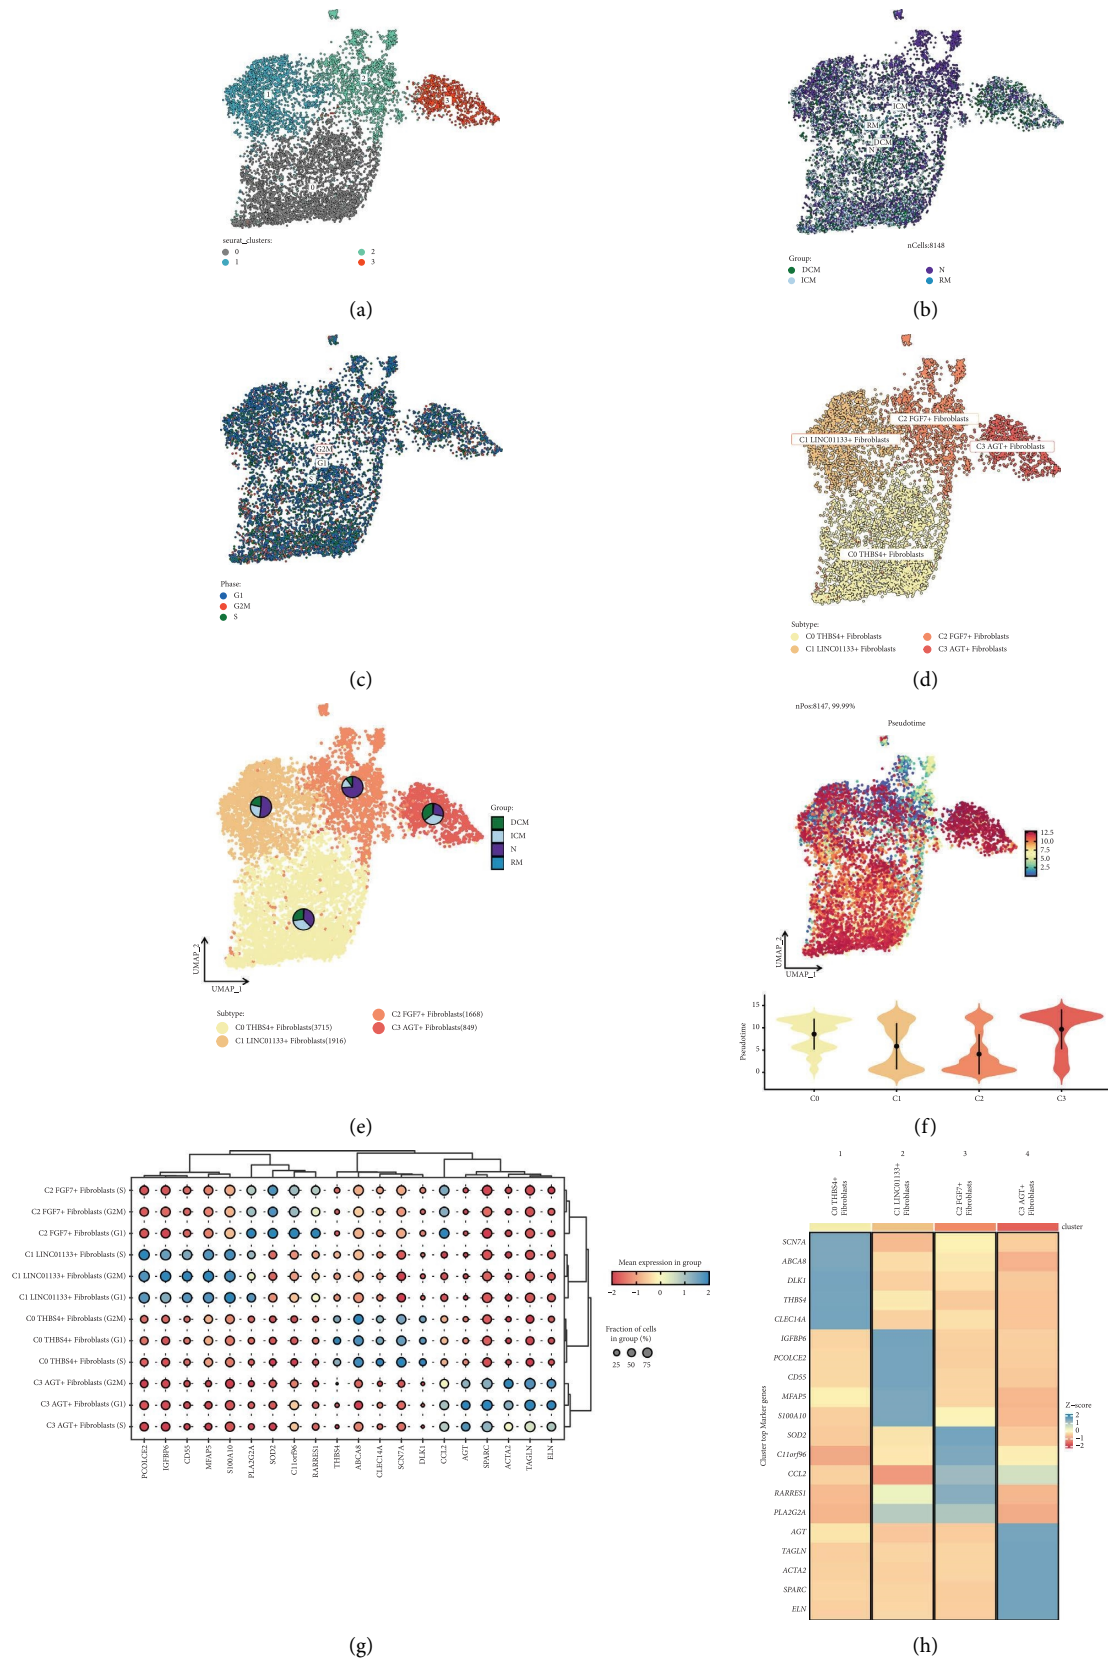 1
2
3
0
seurat_clusters:
0
2
1
3
(a)
ICM
RM
DCM
N
nCells:8148
Group:
DCM
N
ICM
RM
(b)
G2M
G1
S
Phase:
G1
G2M
S
(c)
C2 FGF7+ Fibroblasts
C1 LINC01133+ Fibroblasts
C3 AGT+ Fibroblasts
C0 THBS4+ Fibroblasts
Subtype:
C0 THBS4+ Fibroblasts
C2 FGF7+ Fibroblasts
C1 LINC01133+ Fibroblasts
C3 AGT+ Fibroblasts
(d)
Group:
DCM
ICM
N
RM
UMAP_2
UMAP_1
Subtype:
C2 FGF7+ Fibroblasts(1668)
C0 THBS4+ Fibroblasts(3715)
C3 AGT+ Fibroblasts(849)
C1 LINC01133+ Fibroblasts(1916)
(e)
nPos:8147, 99.99%
Pseudotime
12.5
10.0
7.5
5.0
2.5
UMAP_2
UMAP_1
Pseudotime
15
10
5
0
C0
C1
C2
C3
(f)
C2 FGF7+ Fibroblasts (S)
C2 FGF7+ Fibroblasts (G2M)
C2 FGF7+ Fibroblasts (G1)
C1 LINC01133+ Fibroblasts (S)
C1 LINC01133+ Fibroblasts (G2M)
C1 LINC01133+ Fibroblasts (G1)
C0 THBS4+ Fibroblasts (G2M)
C0 THBS4+ Fibroblasts (G1)
C0 THBS4+ Fibroblasts (S)
C3 AGT+ Fibroblasts (G2M)
C3 AGT+ Fibroblasts (G1)
C3 AGT+ Fibroblasts (S)
PCOLCE2
IGFBP6
CD55
MFAP5
S100A10
PLA2G2A
SOD2
C11orf96
RARRES1
THBS4
ABCA8
CLEC14A
SCN7A
DLK1
CCL2
AGT
SPARC
ACTA2
TAGLN
ELN
Mean expression in group
−2 −1 0 1 2
Fraction of cells
in group (%)
25 50 75
(g)
1
2
3
4
C0 THBS4+
Fibroblasts
C1 LINC01133+
Fibroblasts
C2 FGF7+
Fibroblasts
C3 AGT+
Fibroblasts
cluster
Cluster top Marker genes
SCN7A
ABCA8
DLK1
THBS4
CLEC14A
IGFBP6
PCOLCE2
CD55
MFAP5
S100A10
SOD2
C11orf96
CCL2
RARRES1
PLA2G2A
AGT
TAGLN
ACTA2
SPARC
ELN
Z−score
2
1
0
−1
−2
(h)